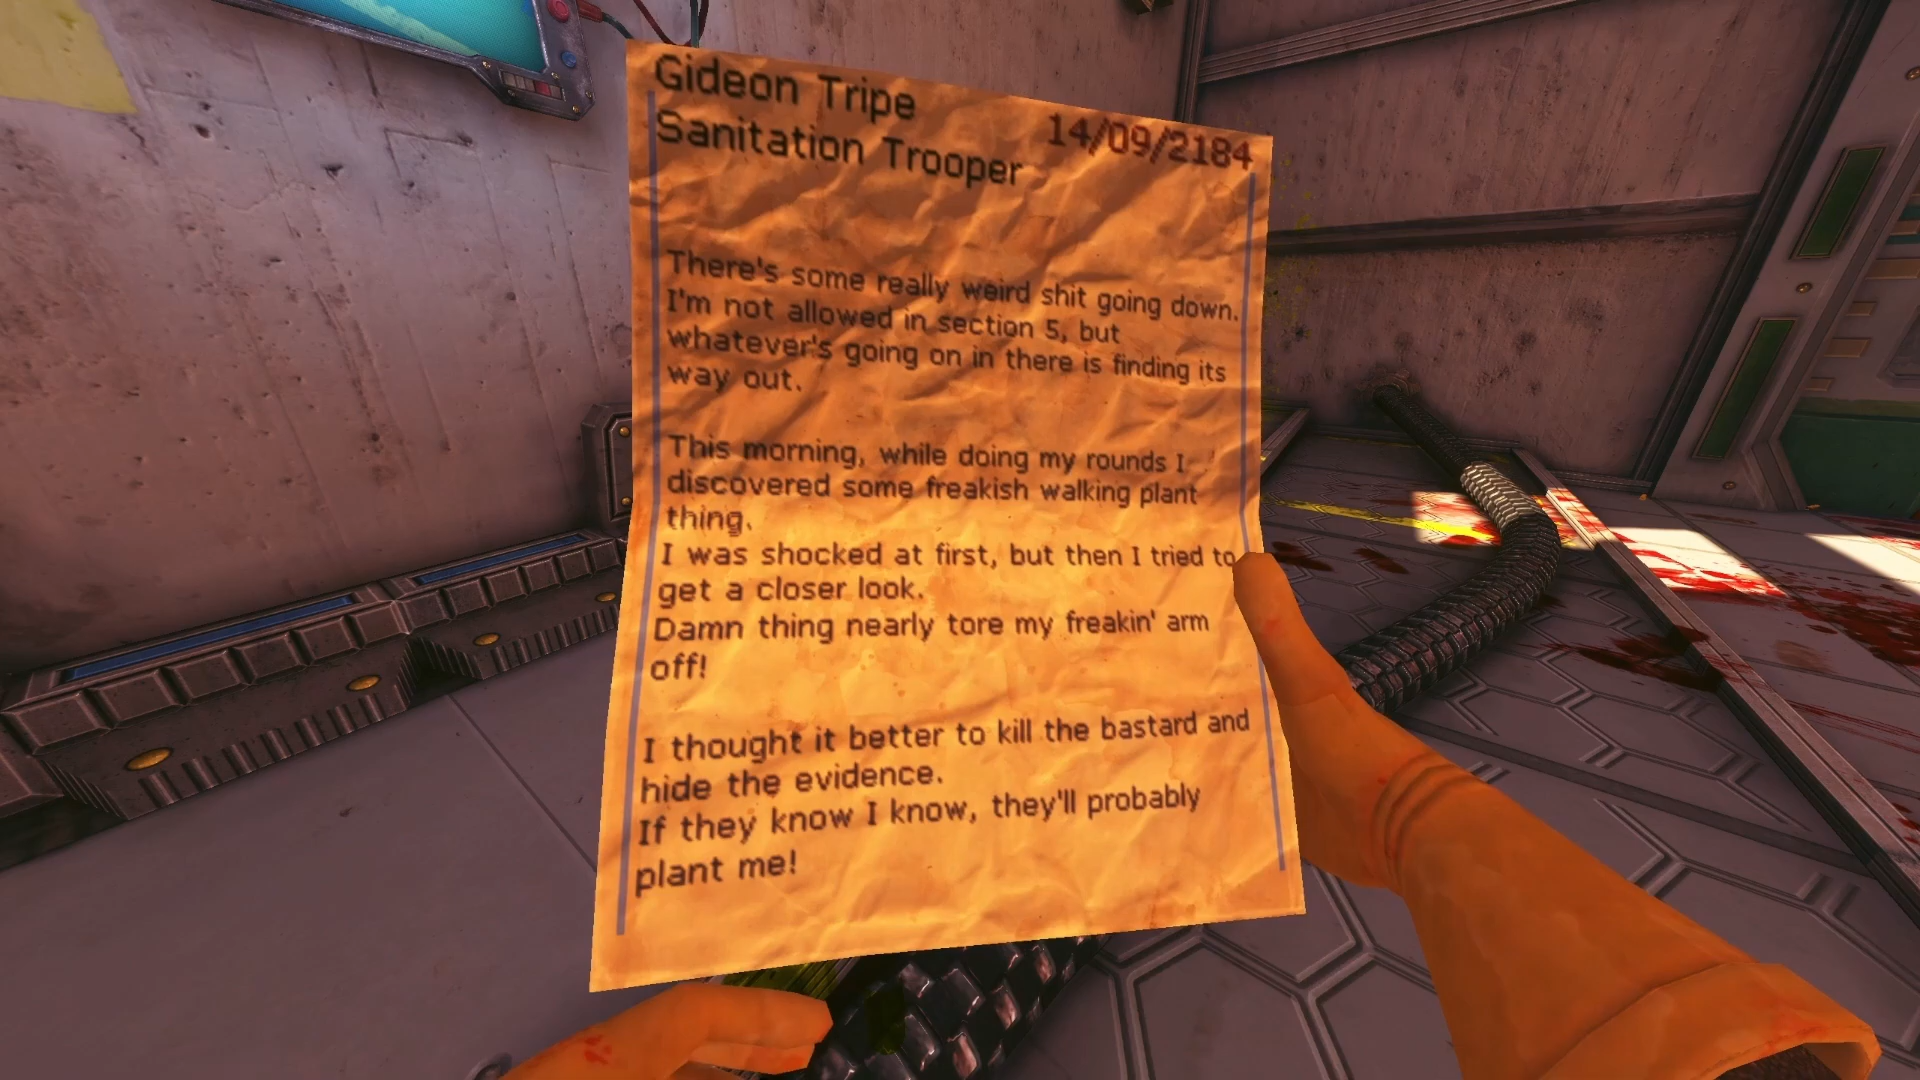 Gideon Tripe
Sanitation Trooper
14/09/2184
There's some really weird shit going down.
I'm not allowed in section 5, but
whatever's going on in there is finding its
way out.
This morning, while doing my rounds I
discovered some freakish walking plant
thing.
I was shocked at first, but then I tried to
get a closer look.
Damn thing nearly tore my freakin' arm
off!
I thought it better to kill the bastard and
hide the evidence.
If they know I know, they'll probably
plant me!